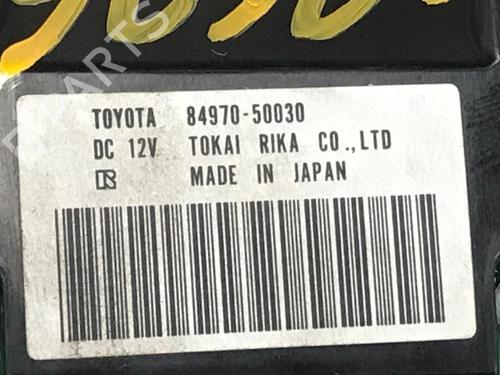 TOYOTA 84970-50030
DC 12V TOKAI RIKA CO.,LTD
R MADE IN JAPAN